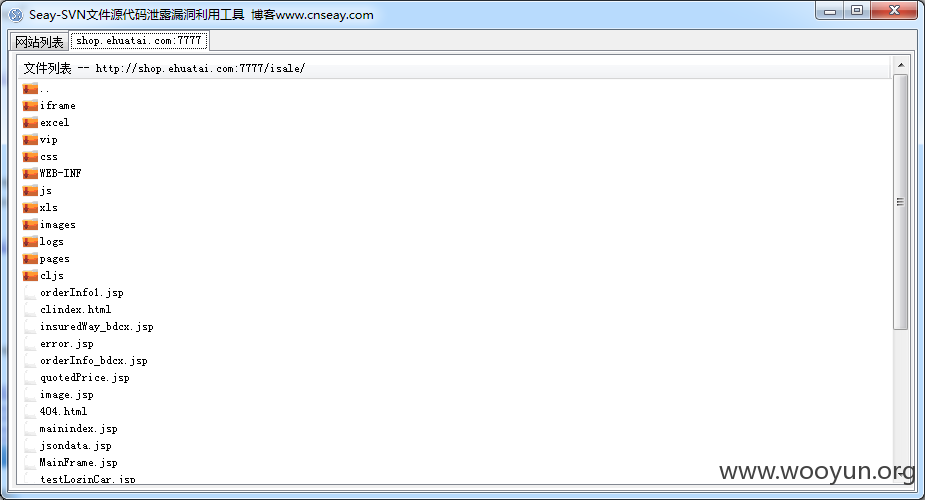 Seay-SVN文件源代码泄露漏洞利用工具 博客www.cnseay.com
网站列表 shop.ehuatai.com:7777
文件列表 -- http://shop.ehuatai.com:7777/isale/
..
iframe
excel
vip
css
WEB-INF
js
xls
images
logs
pages
cljs
orderInfo1.jsp
clindex.html
insuredWay_bdcx.jsp
error.jsp
orderInfo_bdcx.jsp
quotedPrice.jsp
image.jsp
404.html
mainindex.jsp
jsondata.jsp
MainFrame.jsp
testLoginCar.jsp
www.wooyun.org